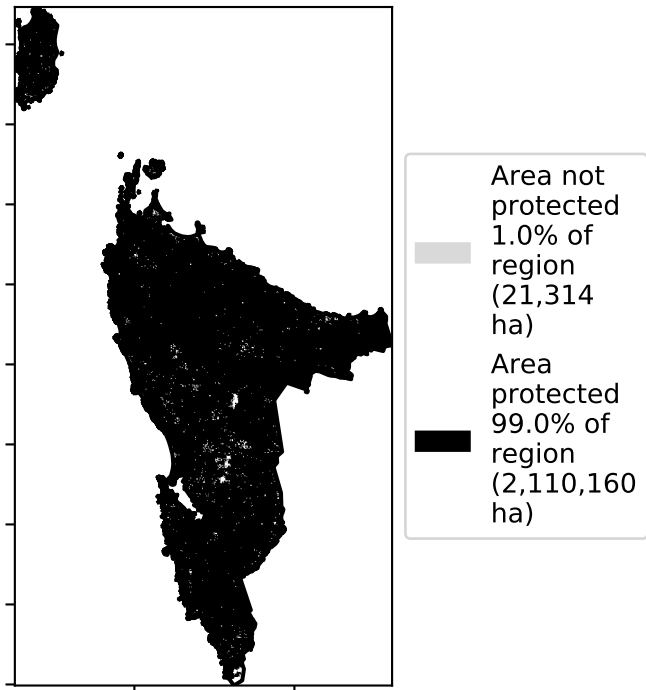 Area not
protected
1.0% of
region
(21,314
ha)
Area
protected
99.0% of
region
(2,110,160
ha)